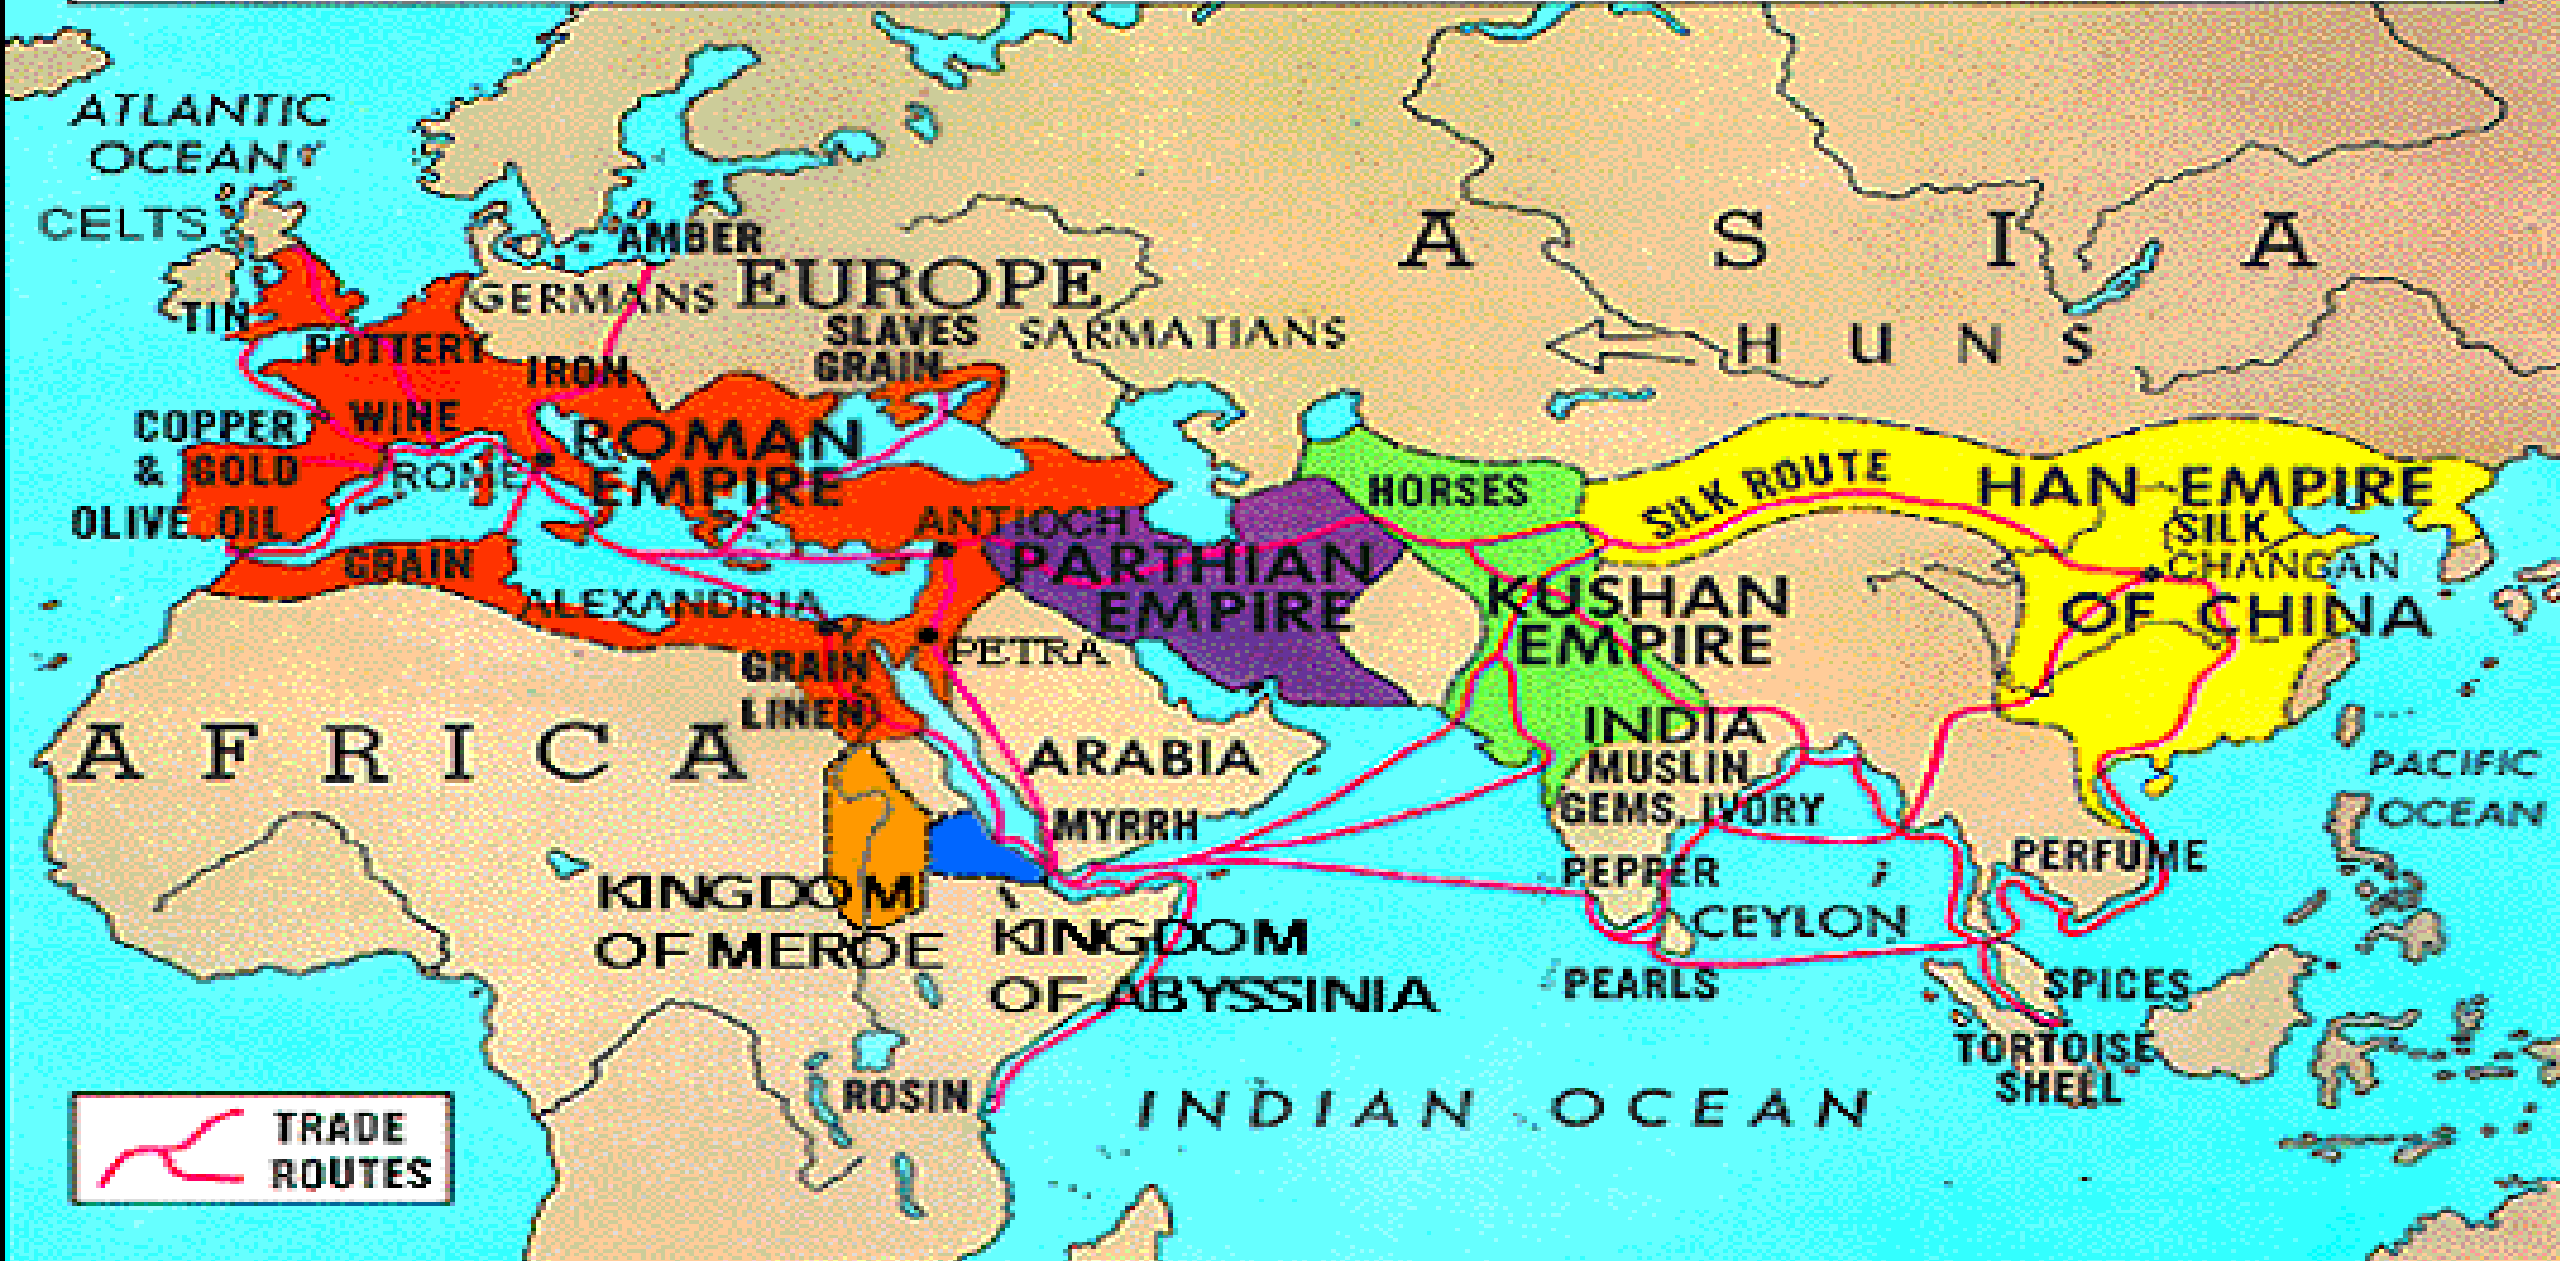 ATLANTIC
OCEAN
CELTS
TIN
AMBER
GERMANS
EUROPE
SLAVES
GRAIN
SARMATIANS
A S I A
H U N S
POTTERY
IRON
WINE
COPPER
& GOLD
ROME
ROMAN
EMPIRE
OLIVE OIL
GRAIN
ANTIOCH
ALEXANDRIA
PARTHIAN
EMPIRE
HORSES
SILK ROUTE
HAN EMPIRE
SILK
CHANGAN
OF CHINA
KUSHAN
EMPIRE
PETRA
GRAIN
LINEN
AFRICA
ARABIA
MYRRH
INDIA
MUSLIN
GEMS, IVORY
PEPPER
CEYLON
PEARLS
PERFUME
SPICES
TORTOISE
SHELL
PACIFIC
OCEAN
KINGDOM
OF MEROE
KINGDOM
OF ABYSSINIA
ROSIN
INDIAN OCEAN
TRADE
ROUTES